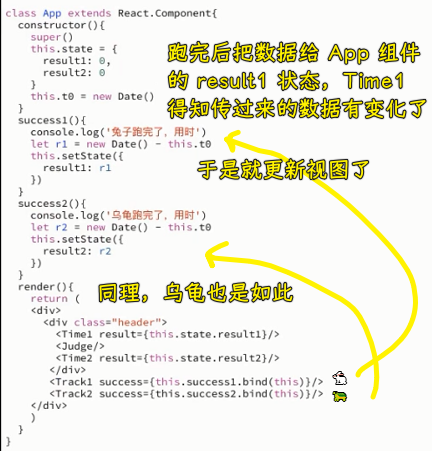 class App extends React.Component{
constructor(){
super()
this.state = {
result1: 0,
result2: 0
}
this.t0 = new Date()
}
success1(){
console.log('兔子跑完了，用时')
let r1 = new Date() - this.t0
this.setState({
result1: r1
})
}
success2(){
console.log('乌龟跑完了，用时')
let r2 = new Date() - this.t0
this.setState({
result2: r2
})
}
render(){
return (
<div>
<div class="header">
<Time1 result={this.state.result1}/>
<Judge/>
<Time2 result={this.state.result2}/>
</div>
<Track1 success={this.success1.bind(this)}/>
<Track2 success={this.success2.bind(this)}/>
</div>
)
}
}
跑完后把数据给 App 组件
的 result1 状态，Time1
得知传过来的数据有变化了
于是就更新视图了
同理，乌龟也是如此